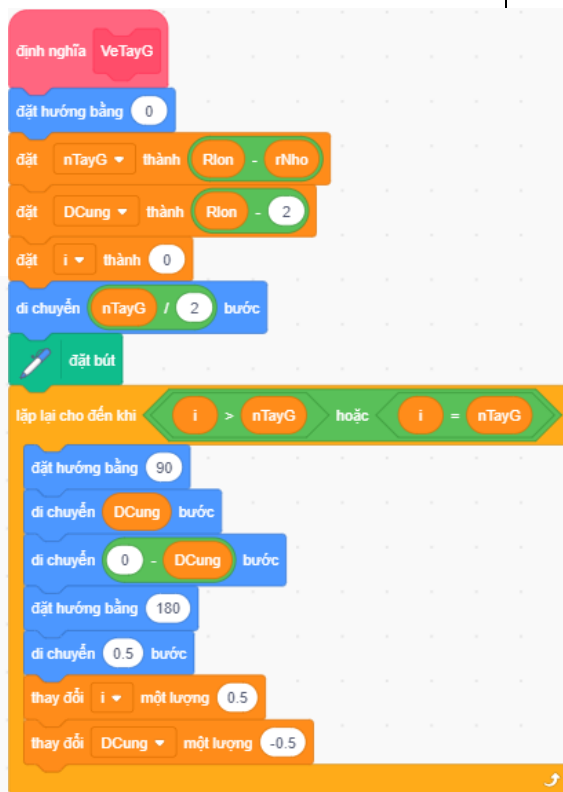 định nghĩa VeTayG
đặt hướng bằng 0
đặt nTayG thành Rlon - rNho
đặt DCung thành Rlon - 2
đặt i thành 0
di chuyển nTayG / 2 bước
đặt bút
lặp lại cho đến khi i > nTayG hoặc i = nTayG
đặt hướng bằng 90
di chuyển DCung bước
di chuyển 0 - DCung bước
đặt hướng bằng 180
di chuyển 0.5 bước
thay đổi i một lượng 0.5
thay đổi DCung một lượng -0.5